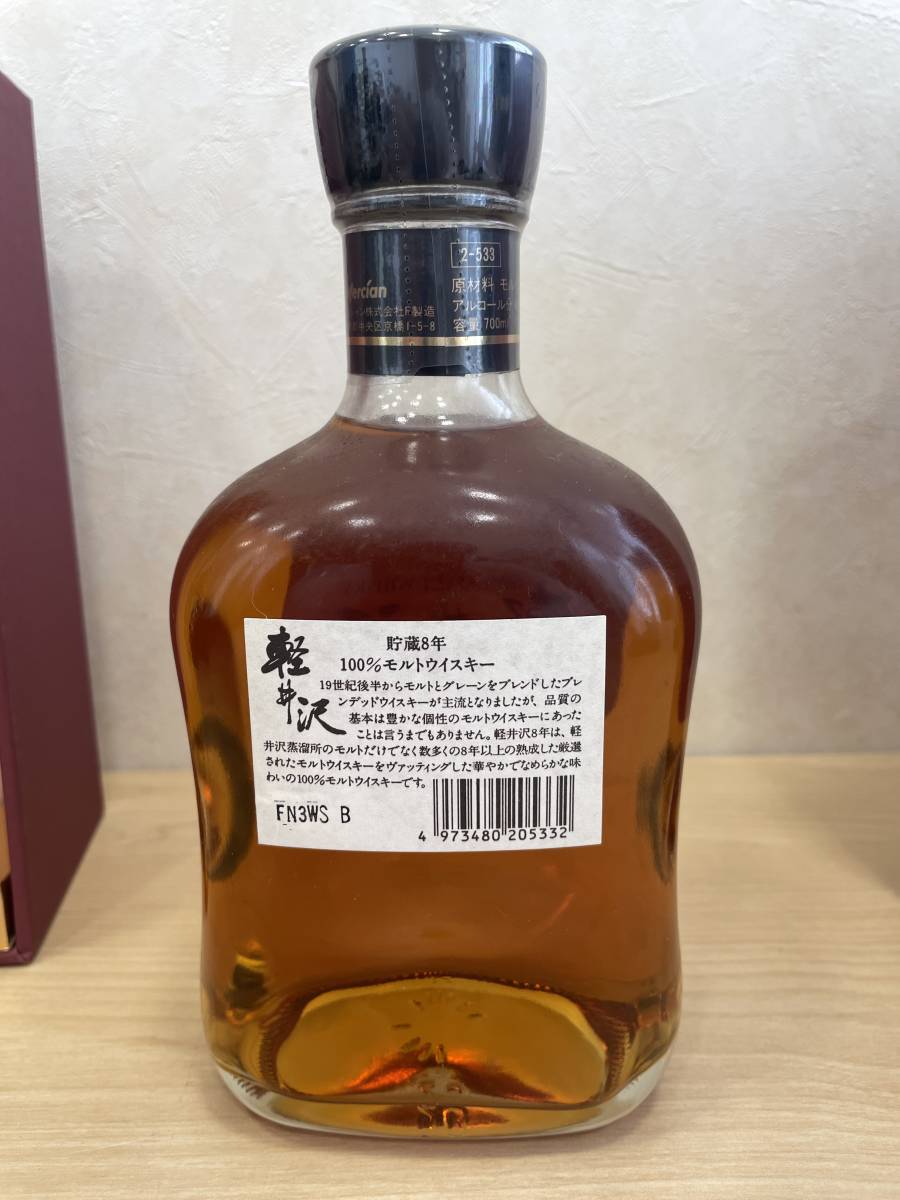 2-533
ercian
原材料 モ
イン株式会社F製造
アルコール分
中央区京橋1-5-8
容量 700ml
軽井沢
貯蔵8年
100%モルトウイスキー
19世紀後半からモルトとグレーンをブレンドしたブレ
ンデッドウイスキーが主流となりましたが、品質の
基本は豊かな個性のモルトウイスキーにあった
ことは言うまでもありません。軽井沢8年は、軽
井沢蒸溜所のモルトだけでなく数多くの8年以上の熟成した厳選
されたモルトウイスキーをヴァッティングした華やかでなめらかな味
わいの100%モルトウイスキーです。
FN3WS B
4 973480 205332